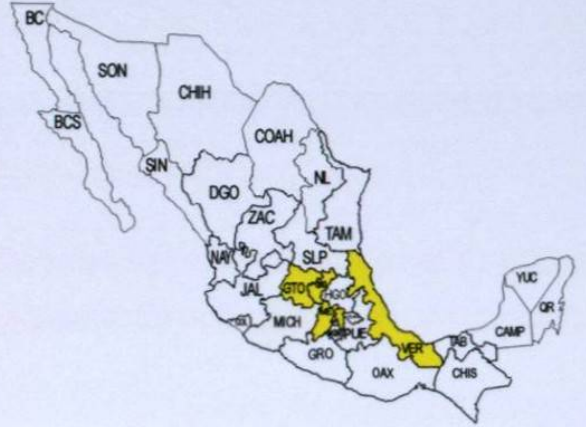 BC
SON
CHIH
COAH
BCS
SIN
NL
DGO
ZAC
TAM
NAY
SLP
JAL
GTO
HGO
MICH
PUE
VER
GRO
OAX
TAB
CHIS
CAMP
YUC
QR